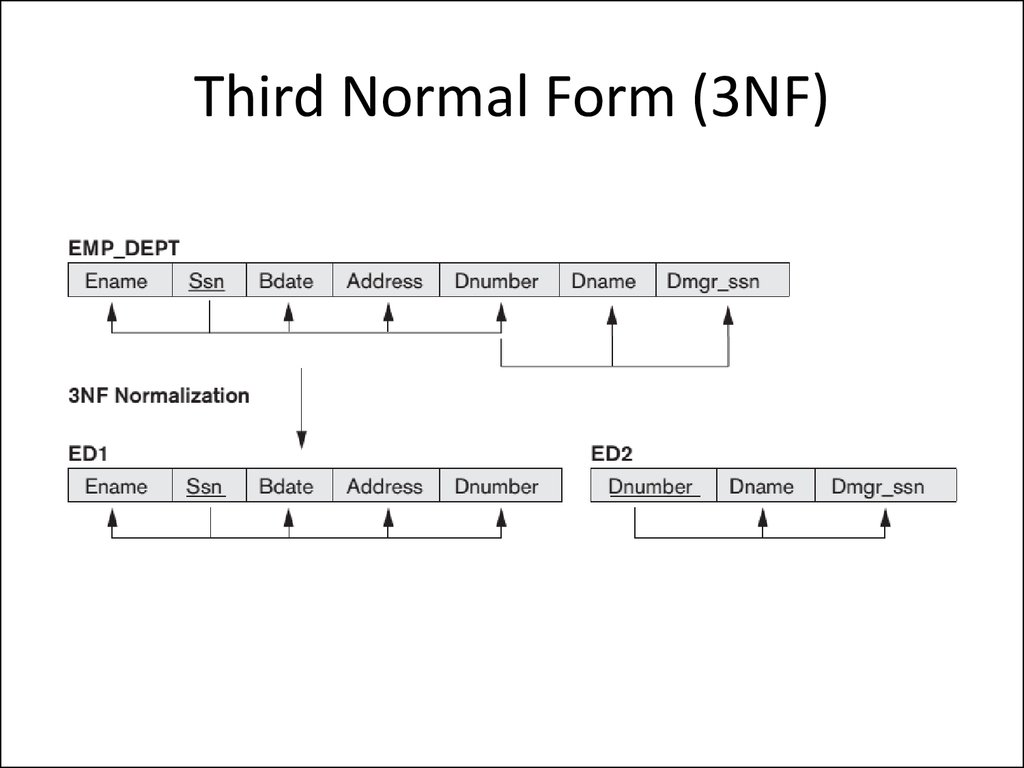 Third Normal Form (3NF)
EMP_DEPT
Ename Ssn Bdate Address Dnumber Dname Dmgr_ssn
3NF Normalization
ED1
Ename Ssn Bdate Address Dnumber
ED2
Dnumber Dname Dmgr_ssn